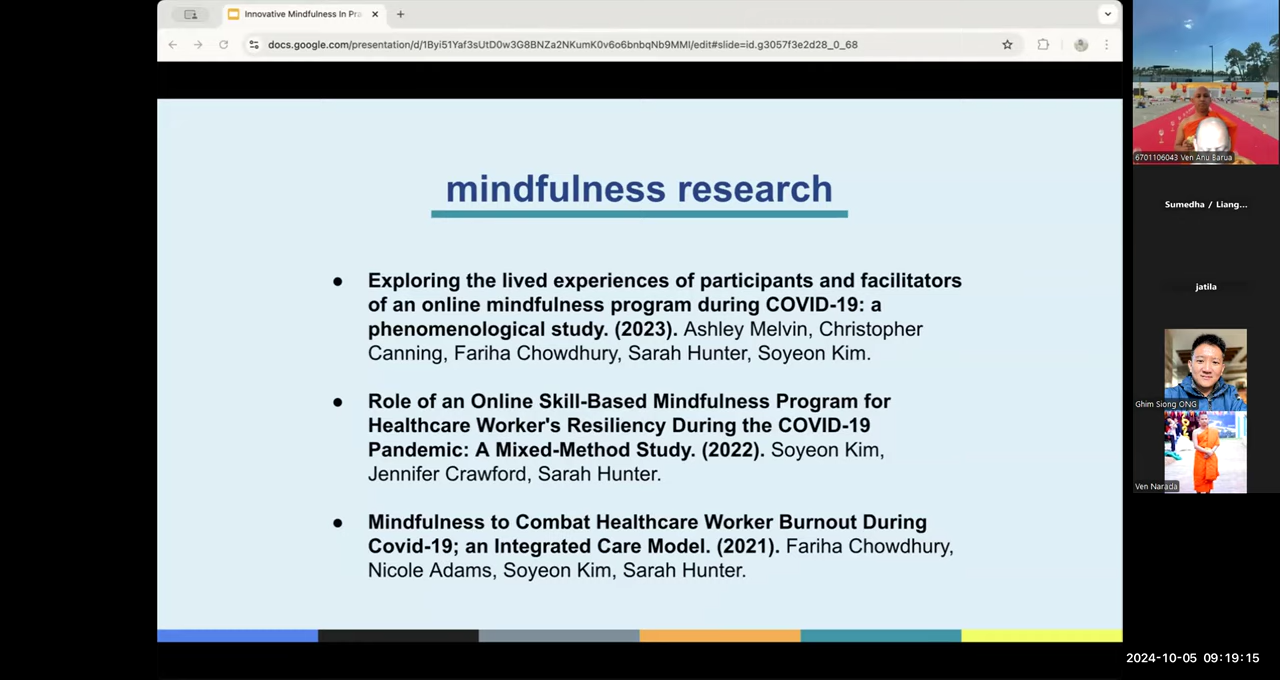 Innovative Mindfulness In Pra
docs.google.com/presentation/d/1Byi51Yaf3sUtD0w3G8BNZa2NKumK0v6o6bnbqNb9MMI/edit#slide=id.g3057f3e2d28_0_68
mindfulness research
● Exploring the lived experiences of participants and facilitators
of an online mindfulness program during COVID-19: a
phenomenological study. (2023). Ashley Melvin, Christopher
Canning, Fariha Chowdhury, Sarah Hunter, Soyeon Kim.
● Role of an Online Skill-Based Mindfulness Program for
Healthcare Worker's Resiliency During the COVID-19
Pandemic: A Mixed-Method Study. (2022). Soyeon Kim,
Jennifer Crawford, Sarah Hunter.
● Mindfulness to Combat Healthcare Worker Burnout During
Covid-19; an Integrated Care Model. (2021). Fariha Chowdhury,
Nicole Adams, Soyeon Kim, Sarah Hunter.
6701106043 Ven Anu Barua
Sumedha / Liang...
jatila
Ghim Siong ONG
Ven Narada
2024-10-05 09:19:15